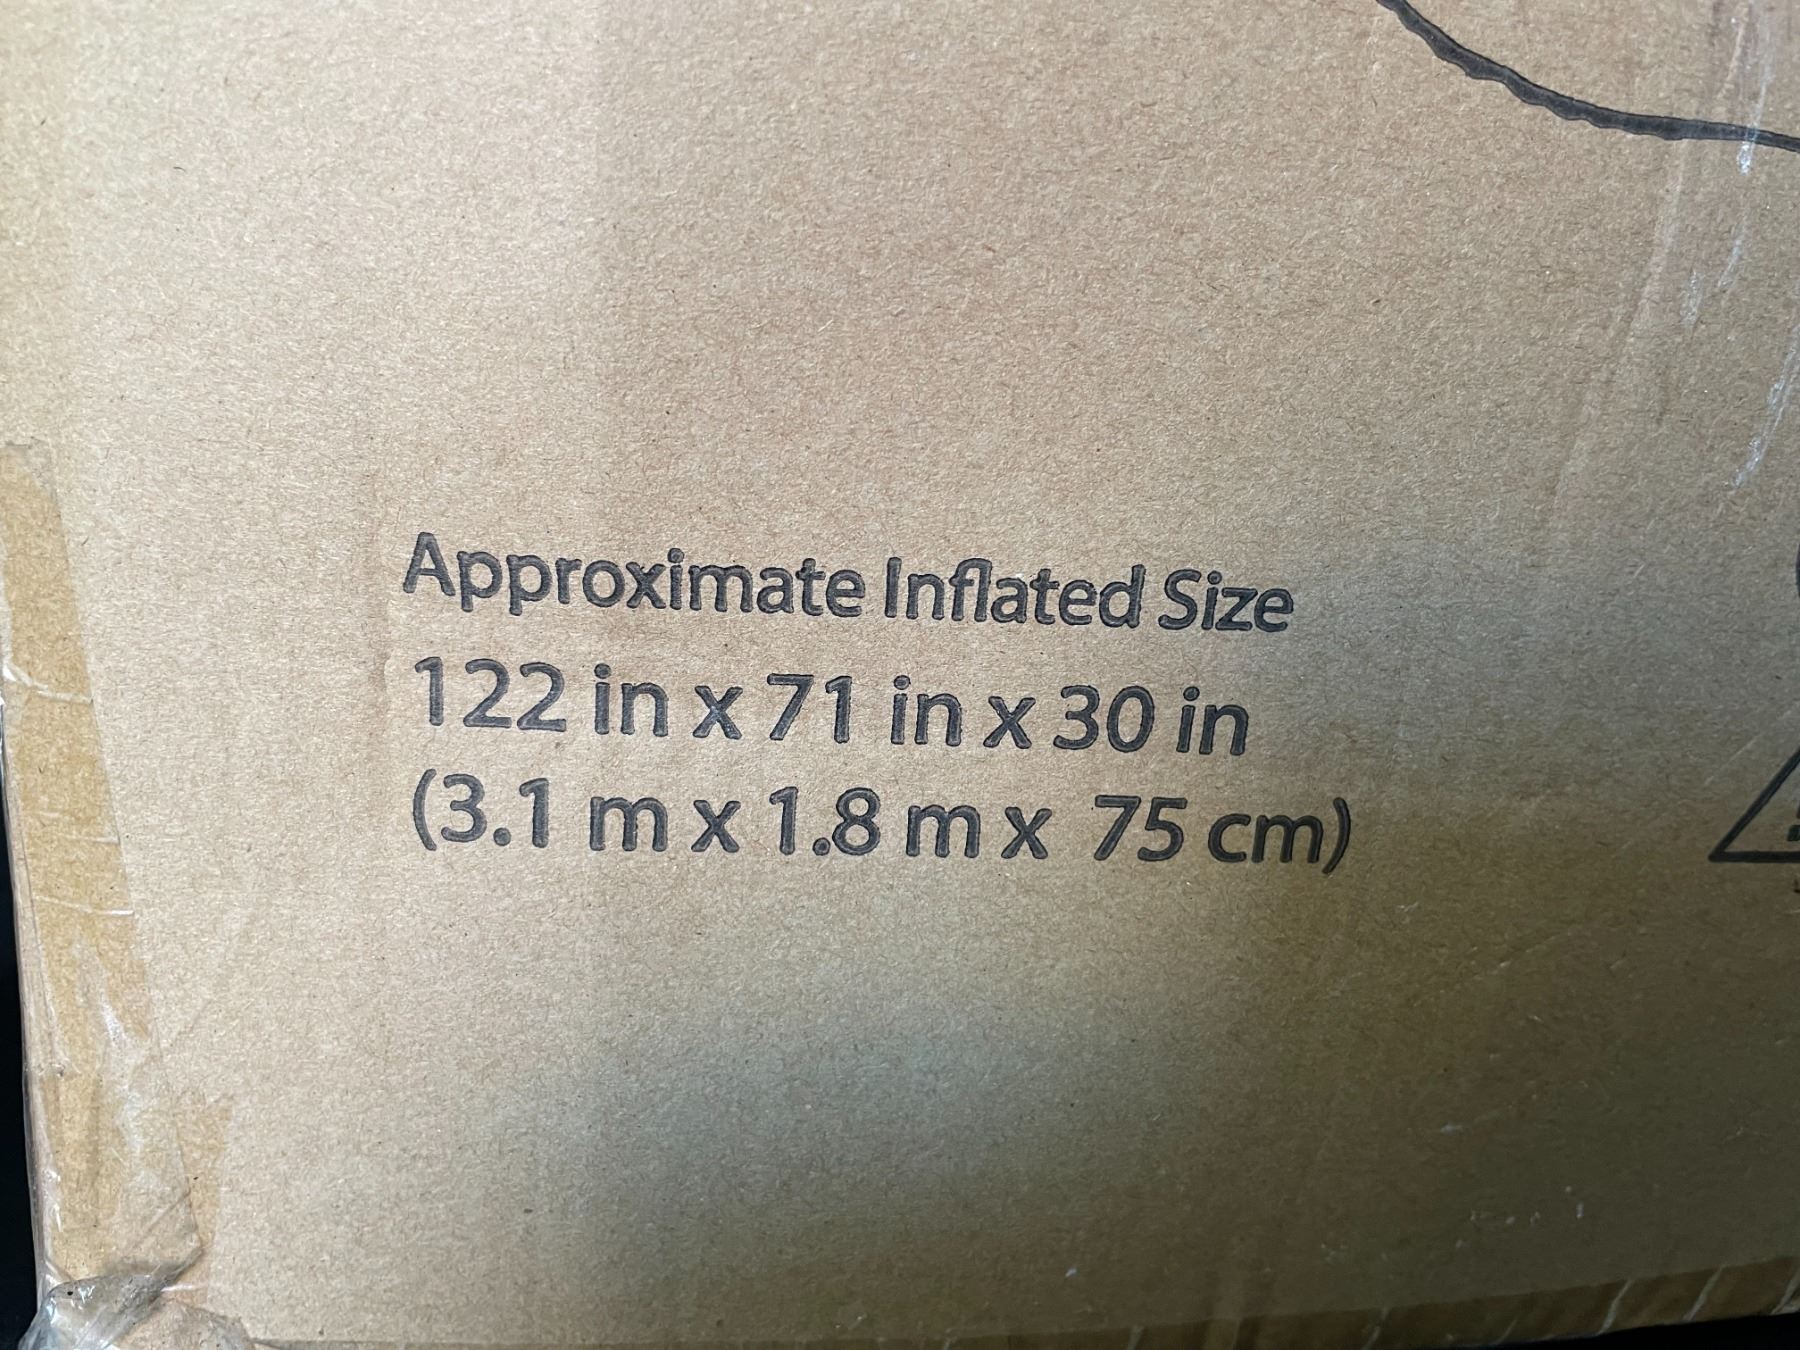 Approximate Inflated Size
122 in x 71 in x 30 in
(3.1 m x 1.8 m x 75 cm)